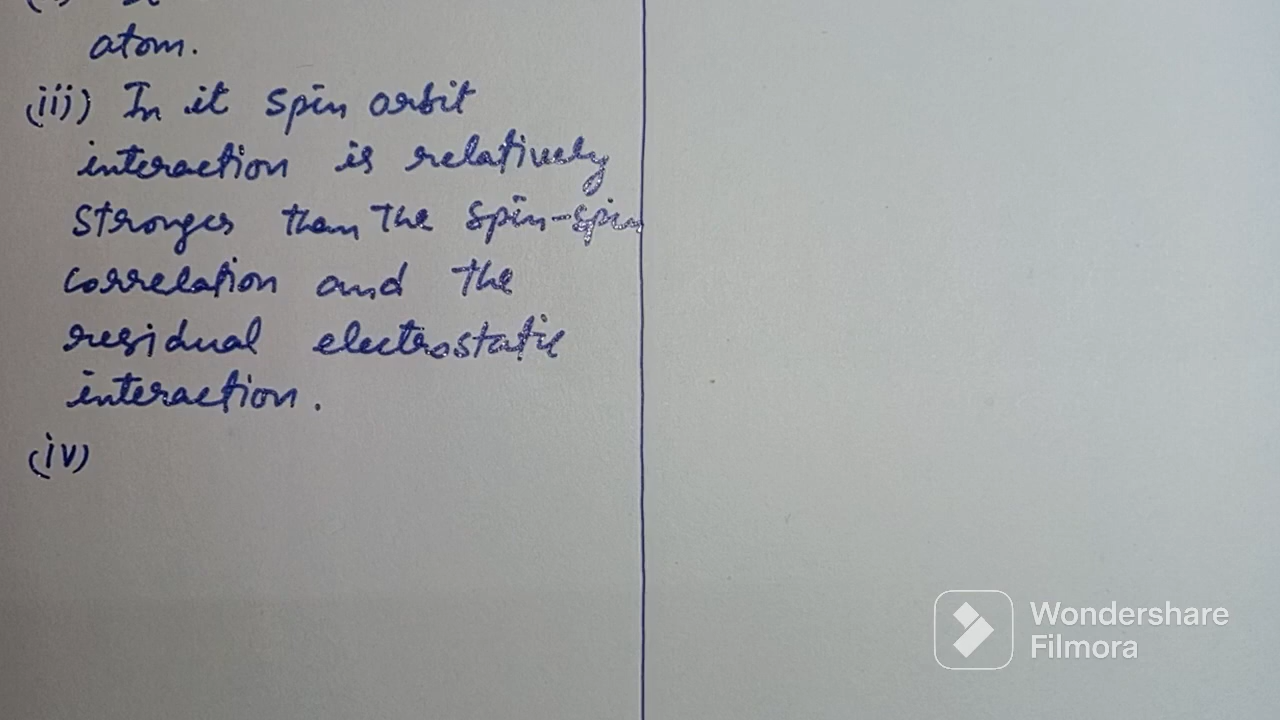 atom.
(iii) In it spin orbit
interaction is relatively
stronger than the spin-spin
correlation and the
residual electrostatic
interaction.
(iv)
Wondershare
Filmora